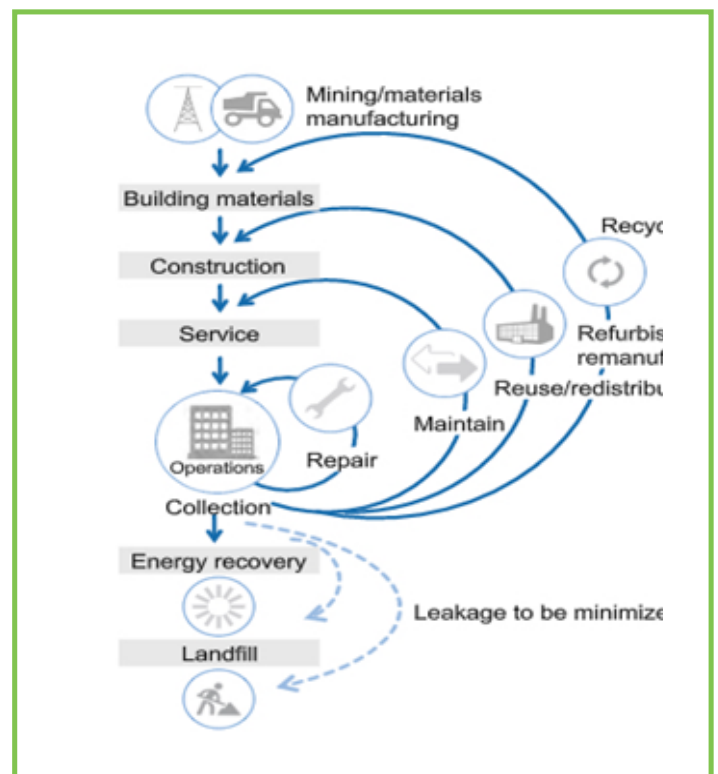 Mining/materials
manufacturing
Building materials
Recyc
Construction
Service
Refurbis
remanuf
Reuse/redistribu
Maintain
Operations
Repair
Collection
Energy recovery
Leakage to be minimize
Landfill